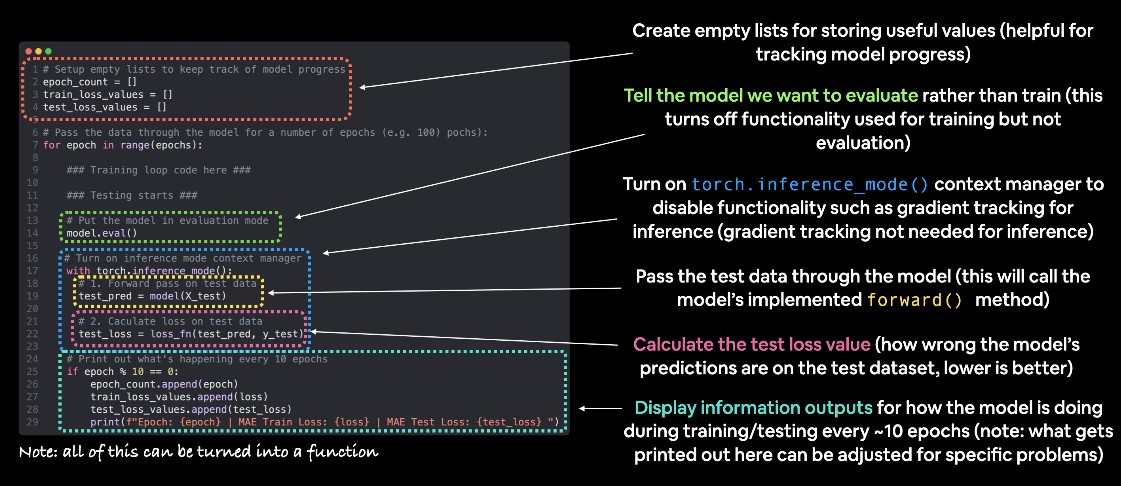 1 # Setup empty lists to keep track of model progress
2 epoch_count = []
3 train_loss_values = []
4 test_loss_values = []
5
6 # Pass the data through the model for a number of epochs (e.g. 100) pochs):
7 for epoch in range(epochs):
8
9 ### Training loop code here ###
10
11 ### Testing starts ###
12
13 # Put the model in evaluation mode
14 model.eval()
15
16 # Turn on inference mode context manager
17 with torch.inference_mode():
18 # 1. Forward pass on test data
19 test_pred = model(X_test)
20
21 # 2. Caculate loss on test data
22 test_loss = loss_fn(test_pred, y_test)
23
24 # Print out what's happening every 10 epochs
25 if epoch % 10 == 0:
26 epoch_count.append(epoch)
27 train_loss_values.append(loss)
28 test_loss_values.append(test_loss)
29 print(f"Epoch: {epoch} | MAE Train Loss: {loss} | MAE Test Loss: {test_loss} ")
Note: all of this can be turned into a function
Create empty lists for storing useful values (helpful for
tracking model progress)
Tell the model we want to evaluate rather than train (this
turns off functionality used for training but not
evaluation)
Turn on torch.inference_mode() context manager to
disable functionality such as gradient tracking for
inference (gradient tracking not needed for inference)
Pass the test data through the model (this will call the
model's implemented forward() method)
Calculate the test loss value (how wrong the model's
predictions are on the test dataset, lower is better)
Display information outputs for how the model is doing
during training/testing every ~10 epochs (note: what gets
printed out here can be adjusted for specific problems)